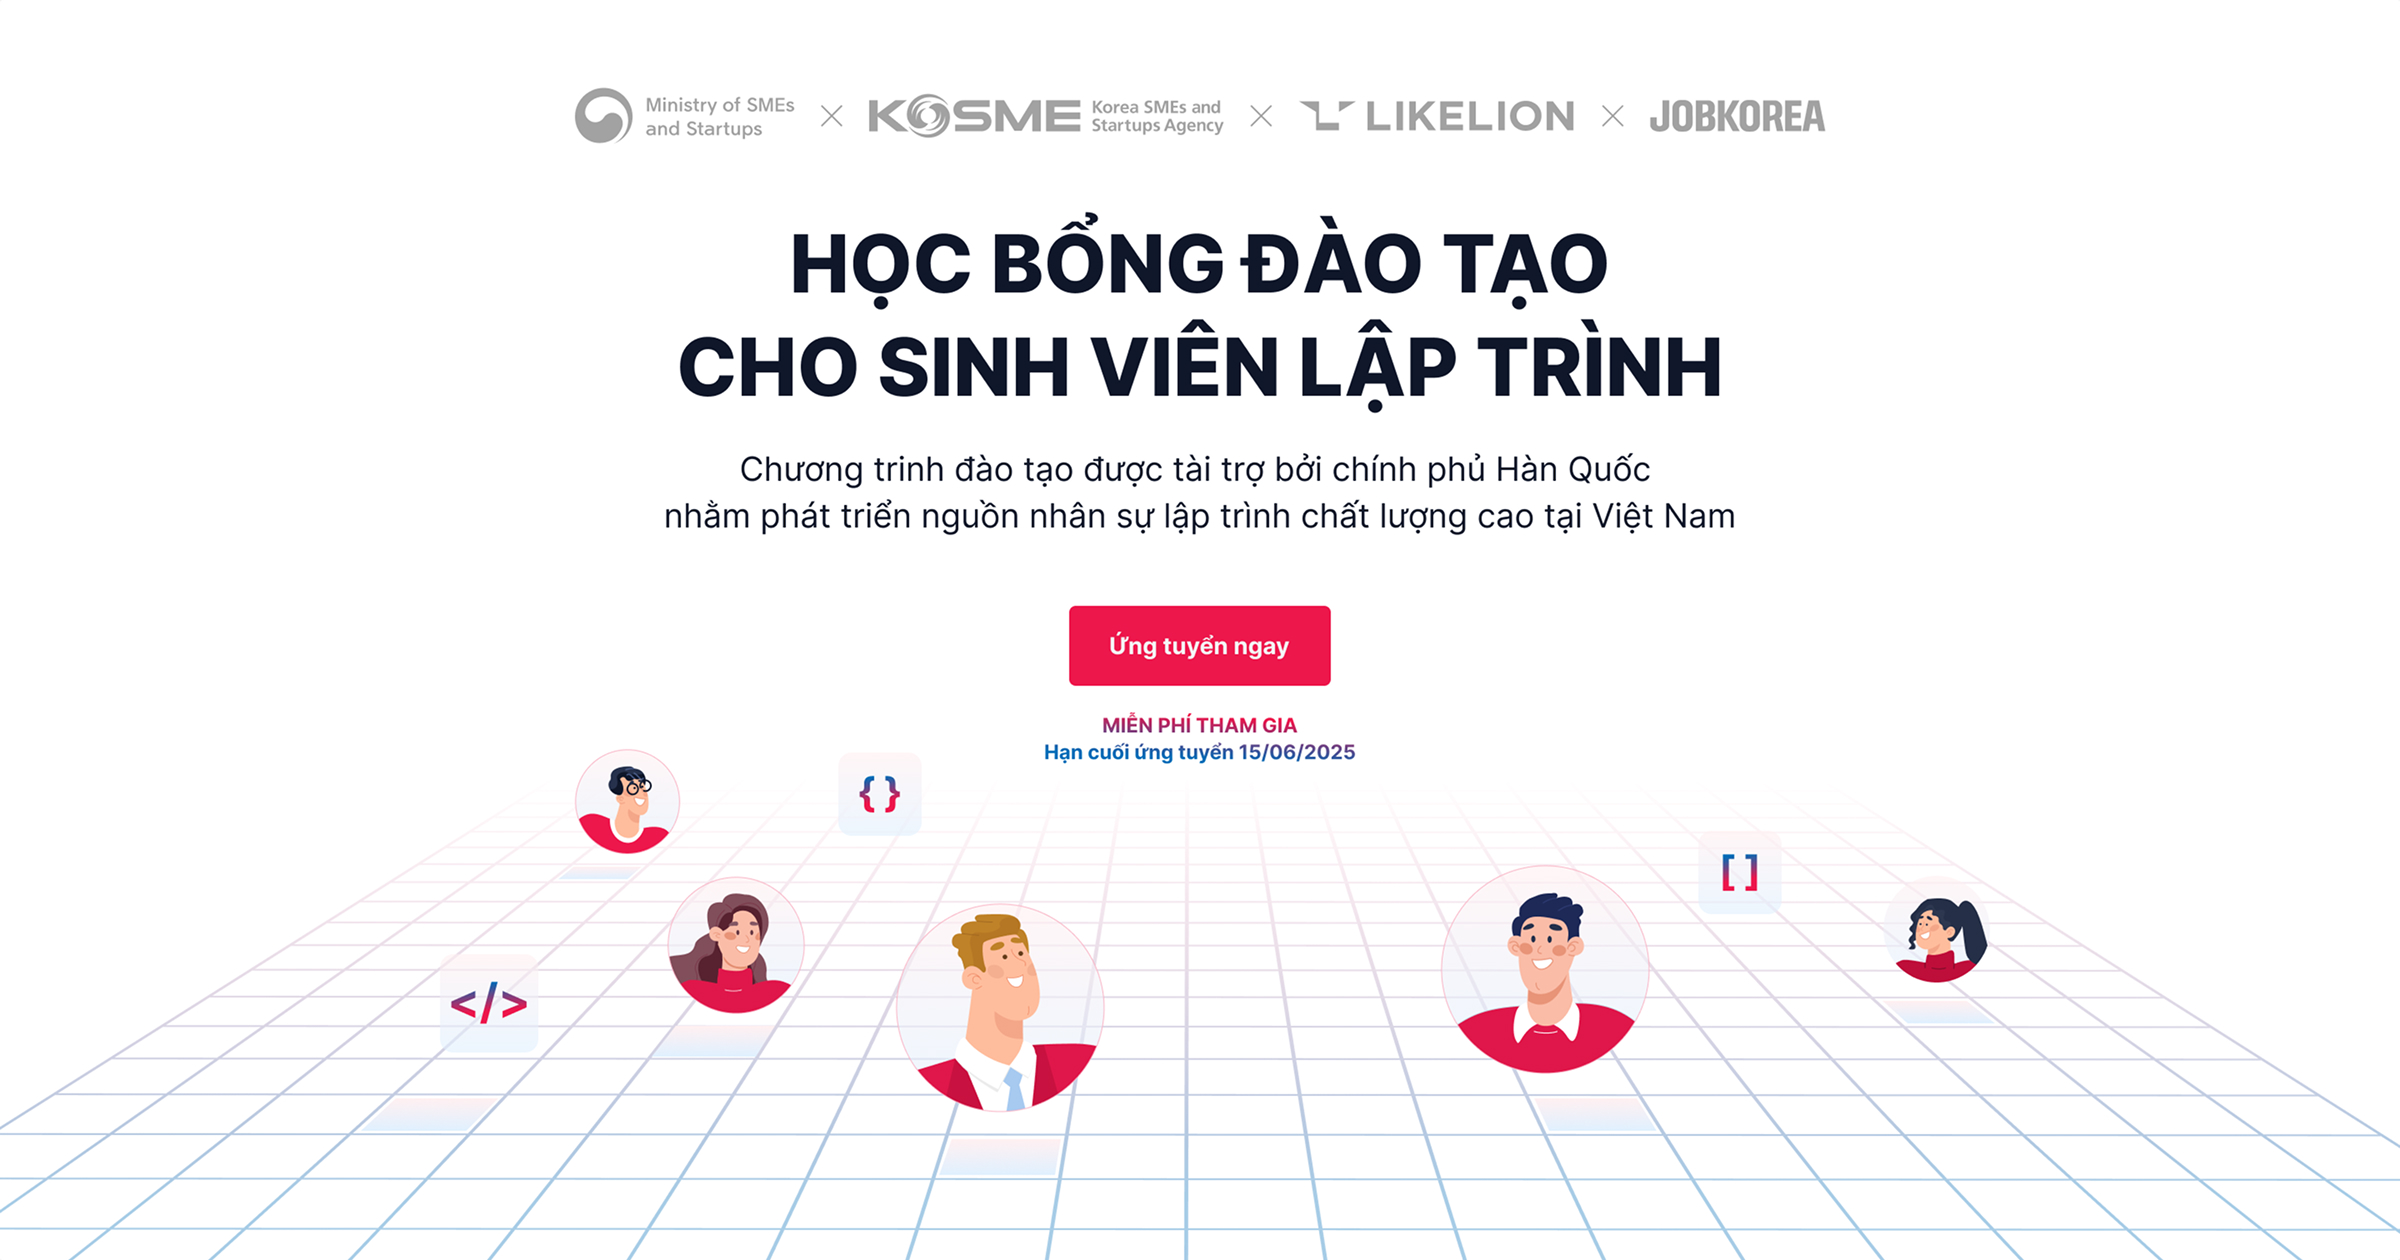 Ministry of SMEs
and Startups
KOSME Korea SMEs and
Startups Agency
LIKELION
JOBKOREA
HỌC BỔNG ĐÀO TẠO
CHO SINH VIÊN LẬP TRÌNH
Chương trinh đào tạo được tài trợ bởi chính phủ Hàn Quốc
nhằm phát triển nguồn nhân sự lập trình chất lượng cao tại Việt Nam
Ứng tuyển ngay
MIỄN PHÍ THAM GIA
Hạn cuối ứng tuyển 15/06/2025
{ }
[ ]
</>